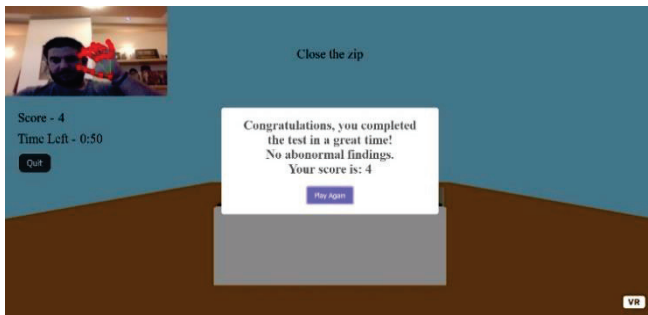 Close the zip
Score - 4
Time Left - 0:50
Quit
Congratulations, you completed
the test in a great time!
No abonormal findings.
Your score is: 4
Play Again
VR